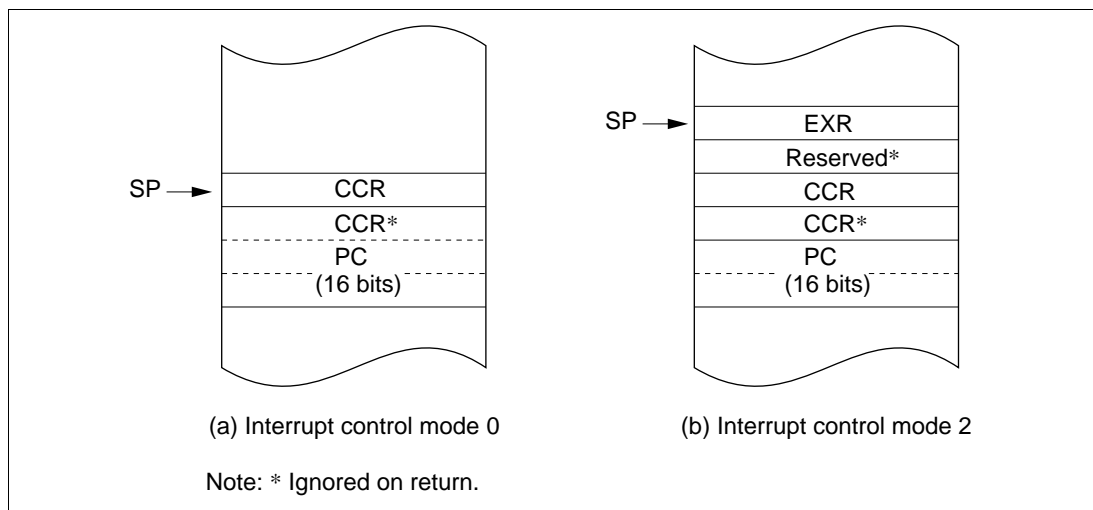 SP
CCR
CCR*
PC
(16 bits)
(a) Interrupt control mode 0
SP
EXR
Reserved*
CCR
CCR*
PC
(16 bits)
(b) Interrupt control mode 2
Note: * Ignored on return.